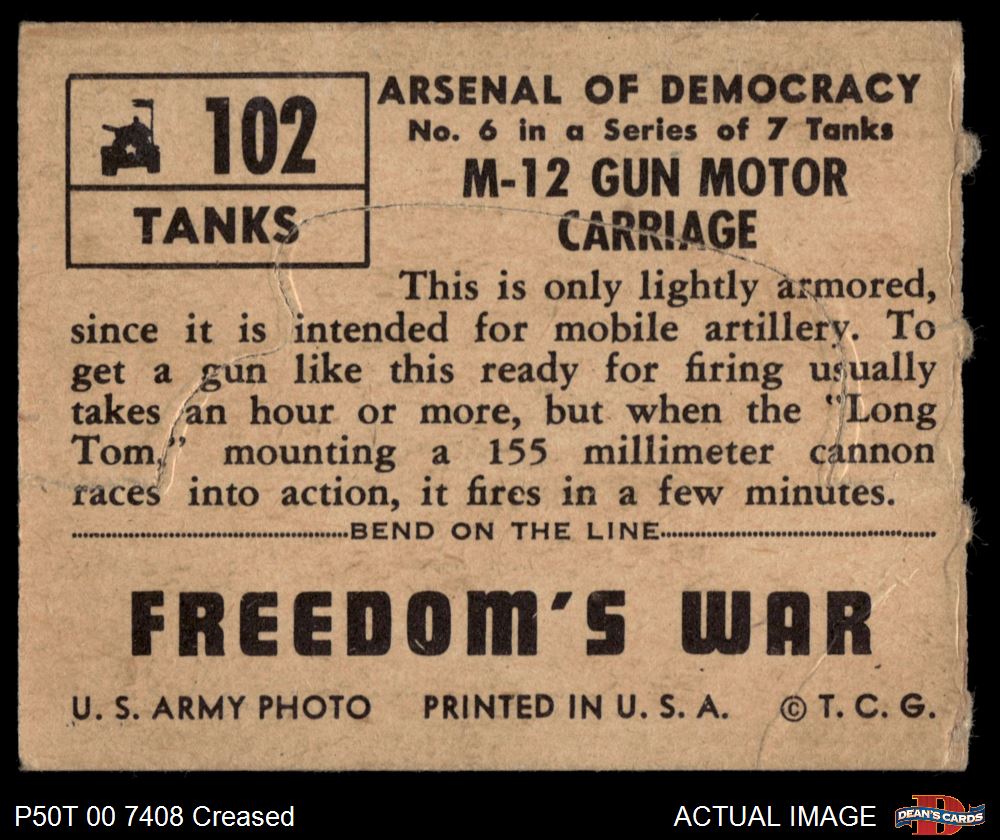 102
TANKS
ARSENAL OF DEMOCRACY
No. 6 in a Series of 7 Tanks
M-12 GUN MOTOR
CARRIAGE
This is only lightly armored,
since it is intended for mobile artillery. To
get a gun like this ready for firing usually
takes an hour or more, but when the "Long
Tom," mounting a 155 millimeter cannon
races into action, it fires in a few minutes.
BEND ON THE LINE
FREEDOM'S WAR
U. S. ARMY PHOTO PRINTED IN U. S. A. © T. C. G.
P50T 00 7408 Creased ACTUAL IMAGE
D
DEAN'S CARDS